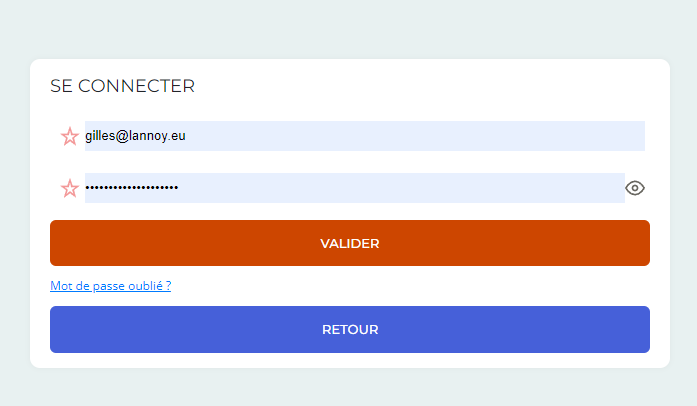 SE CONNECTER
gilles@lannoy.eu
••••••••••••••••••••
VALIDER
Mot de passe oublié ?
RETOUR